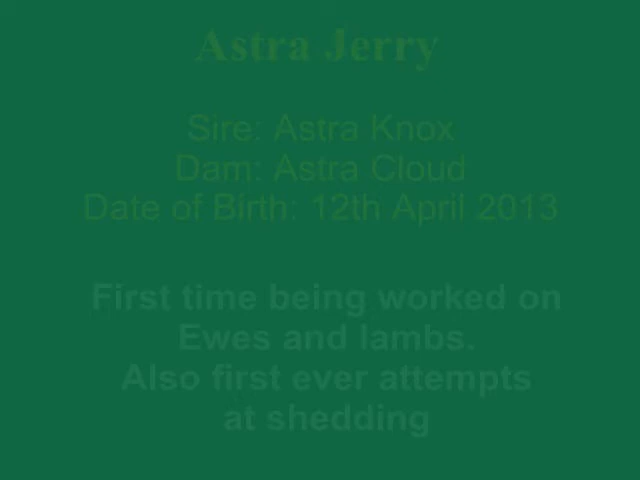 Astra Jerry
Sire: Astra Knox
Dam: Astra Cloud
Date of Birth: 12th April 2013
First time being worked on
Ewes and lambs.
Also first ever attempts
at shedding